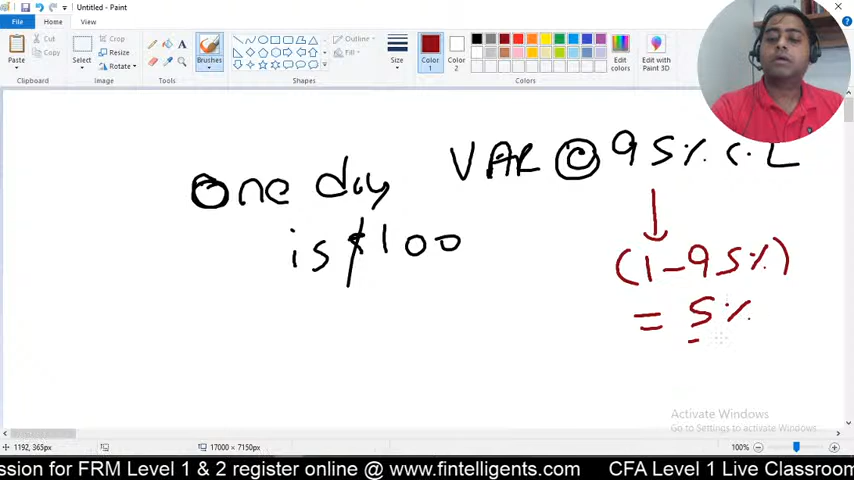 Untitled - Paint
File Home View
Paste Cut Copy Select Crop Resize Rotate Brushes Outline Fill Size Color 1 Color 2 Edit colors Edit with Paint 3D
Clipboard Image Tools Shapes Colors
One day VAR @ 95% C.L
is $100
(1-95%)
= 5%
Activate Windows
Go to Settings to activate Windows.
1192, 365px 17000 × 7150px 100%
ssion for FRM Level 1 & 2 register online @ www.fintelligents.com CFA Level 1 Live Classroom